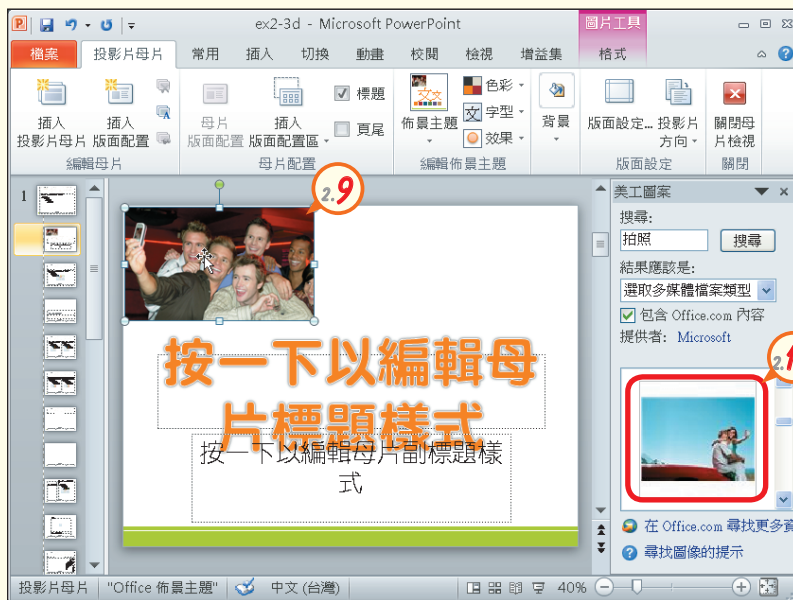 ex2-3d - Microsoft PowerPoint
圖片工具
檔案 投影片母片 常用 插入 切換 動畫 校閱 檢視 增益集 格式
插入
投影片母片
插入
版面配置
編輯母片
母片
版面配置
插入
版面配置區
標題
頁尾
母片配置
佈景主題
文文
色彩
文 字型
效果
編輯佈景主題
背景
版面設定...
投影片
方向
版面設定
關閉母
片檢視
關閉
1
2.9
按一下以編輯母
片標題樣式
按一下以編輯母片副標題樣
式
美工圖案
搜尋:
拍照 搜尋
結果應該是:
選取多媒體檔案類型
包含 Office.com 內容
提供者: Microsoft
在 Office.com 尋找更多
尋找圖像的提示
投影片母片 "Office 佈景主題" 中文 (台灣) 40%